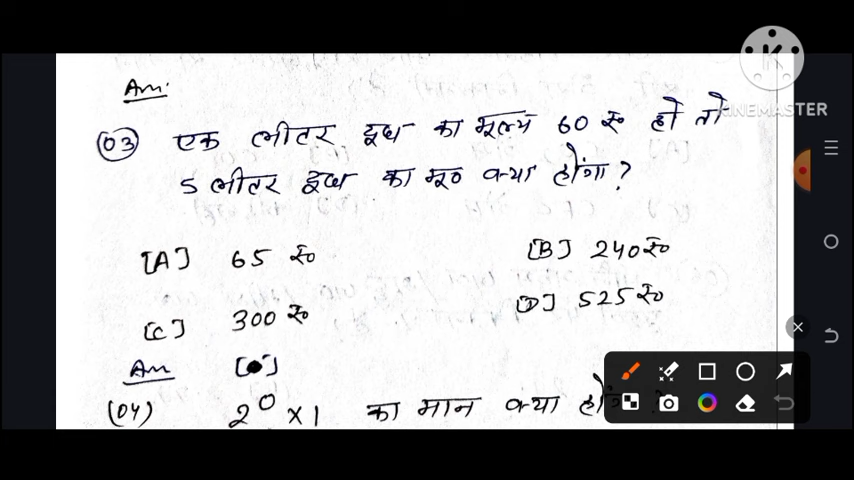 Ans:
KINEMASTER
03 एक लीटर दूध का मूल्य 60 रु हो तो
5 लीटर दूध का मू० क्या होंगा?
[A] 65 रु० [B] 240 रु०
[C] 300 रु० [D] 525 रु०
Ans
(04) 2⁰ × 1 का मान क्या